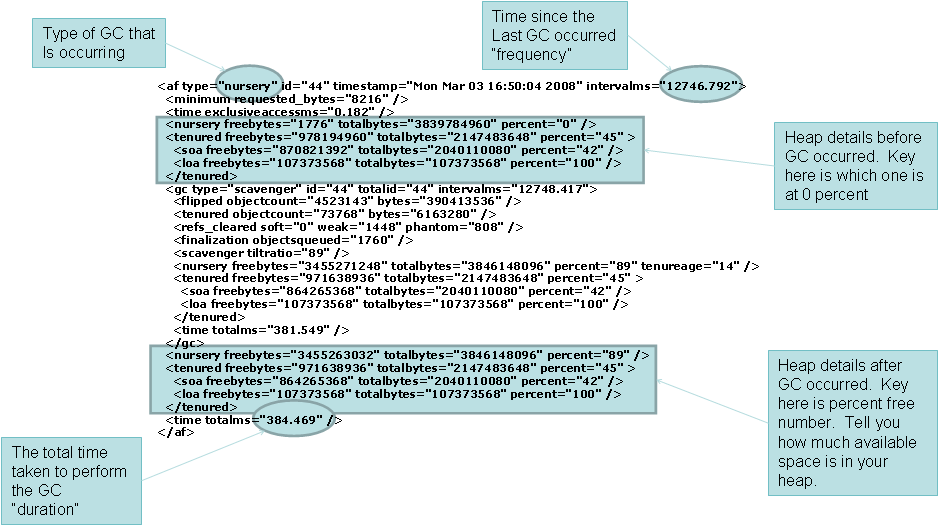 Type of GC that
Is occurring
Time since the
Last GC occurred
"frequency"
<af type="nursery" id="44" timestamp="Mon Mar 03 16:50:04 2008" intervalms="12746.792">
<minimum requested_bytes="8216" />
<time exclusiveaccessms="0.182" />
<nursery freebytes="1776" totalbytes="3839784960" percent="0" />
<tenured freebytes="978194960" totalbytes="2147483648" percent="45" >
<soa freebytes="870821392" totalbytes="2040110080" percent="42" />
<loa freebytes="107373568" totalbytes="107373568" percent="100" />
</tenured>
Heap details before
GC occurred. Key
here is which one is
at 0 percent
<gc type="scavenger" id="44" totalid="44" intervalms="12748.417">
<flipped objectcount="4523143" bytes="390413536" />
<tenured objectcount="73768" bytes="6163280" />
<refs_cleared soft="0" weak="1448" phantom="808" />
<finalization objectsqueued="1760" />
<scavenger tiltratio="89" />
<nursery freebytes="3455271248" totalbytes="3846148096" percent="89" tenureage="14" />
<tenured freebytes="971638936" totalbytes="2147483648" percent="45" >
<soa freebytes="864265368" totalbytes="2040110080" percent="42" />
<loa freebytes="107373568" totalbytes="107373568" percent="100" />
</tenured>
<time totalms="381.549" />
</gc>
<nursery freebytes="3455263032" totalbytes="3846148096" percent="89" />
<tenured freebytes="971638936" totalbytes="2147483648" percent="45" >
<soa freebytes="864265368" totalbytes="2040110080" percent="42" />
<loa freebytes="107373568" totalbytes="107373568" percent="100" />
</tenured>
<time totalms="384.469" />
</af>
Heap details after
GC occurred. Key
here is percent free
number. Tell you
how much available
space is in your
heap.
The total time
taken to perform
the GC
"duration"